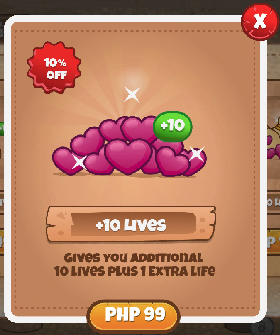 X
10%
OFF
+10
+10 Lives
Gives you additional
10 lives plus 1 extra life
PHP 99